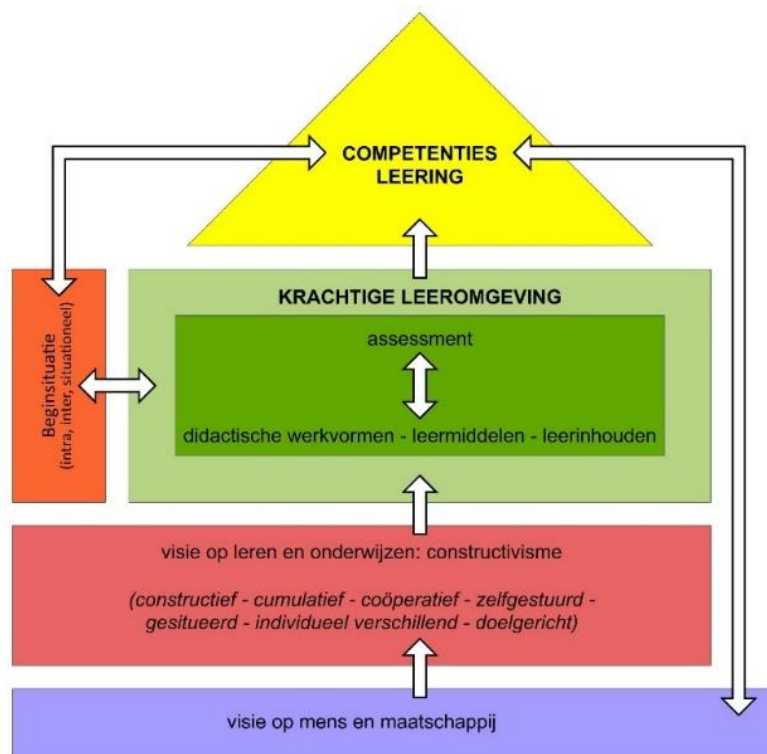 COMPETENTIES
LEERING
KRACHTIGE LEEROMGEVING
assessment
didactische werkvormen - leermiddelen - leerinhouden
Beginsituatie
(intra, inter, situationeel)
visie op leren en onderwijzen: constructivisme
(constructief - cumulatief - coöperatief - zelfgestuurd -
gesitueerd - individueel verschillend - doelgericht)
visie op mens en maatschappij